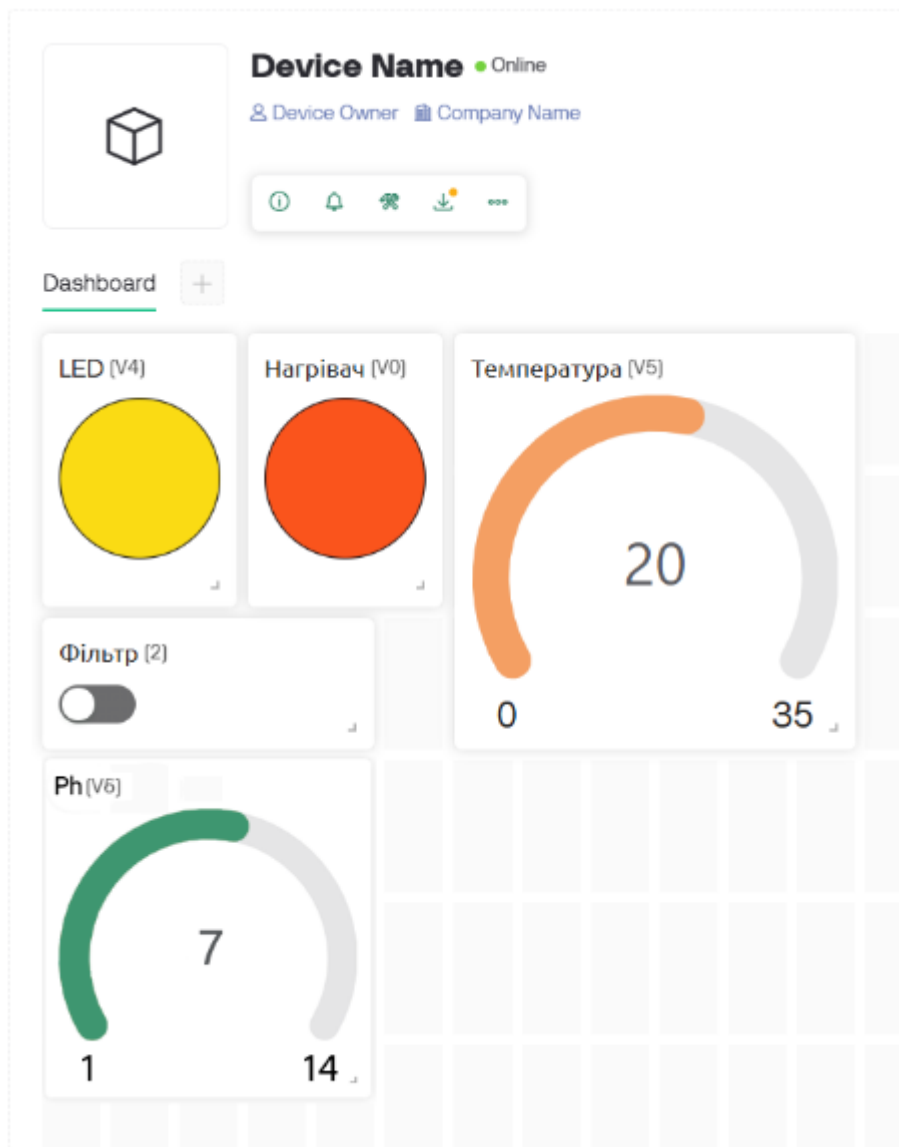 Device Name Online
Device Owner Company Name
Dashboard
LED (V4)
Нагрівач (V0)
Температура (V5)
20
0 35
Фільтр (2)
Ph (V6)
7
1 14